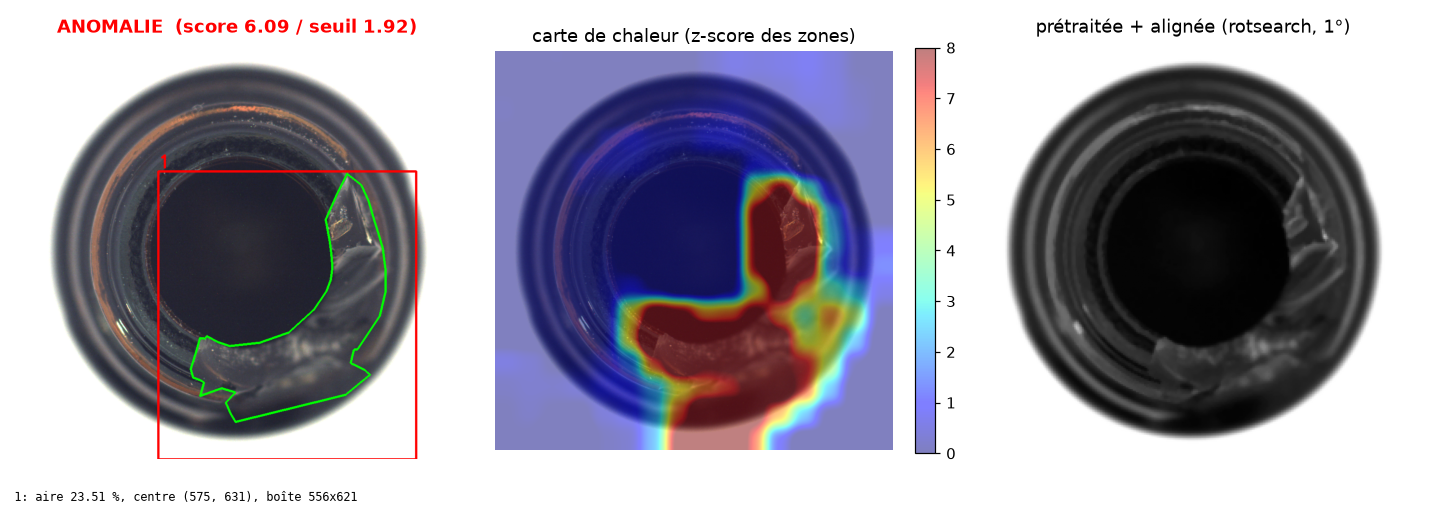 ANOMALIE (score 6.09 / seuil 1.92)
carte de chaleur (z-score des zones)
prétraitée + alignée (rotsearch, 1°)
1
8
7
6
5
4
3
2
1
0
1: aire 23.51 %, centre (575, 631), boîte 556x621